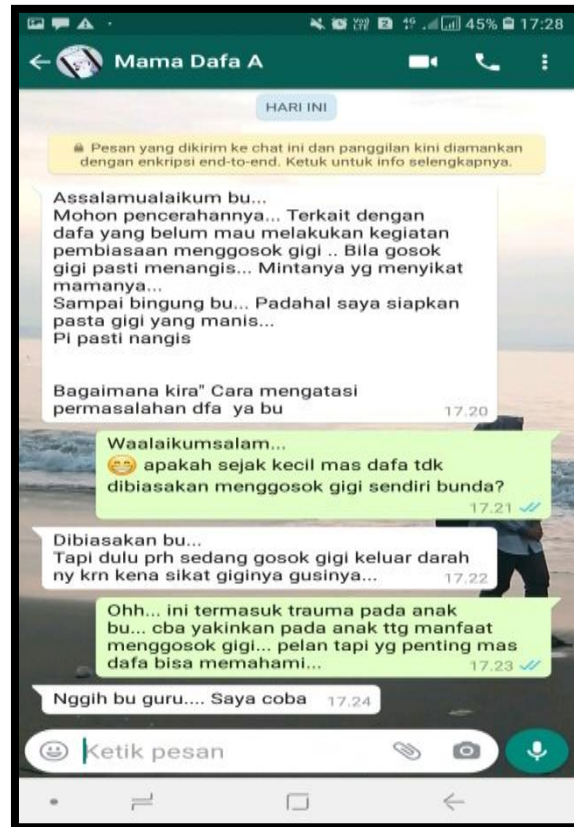 45% 17:28
Mama Dafa A
HARI INI
Pesan yang dikirim ke chat ini dan panggilan kini diamankan
dengan enkripsi end-to-end. Ketuk untuk info selengkapnya.
Assalamualaikum bu...
Mohon pencerahannya... Terkait dengan
dafa yang belum mau melakukan kegiatan
pembiasaan menggosok gigi .. Bila gosok
gigi pasti menangis... Mintanya yg menyikat
mamanya...
Sampai bingung bu... Padahal saya siapkan
pasta gigi yang manis...
Pi pasti nangis
Bagaimana kira" Cara mengatasi
permasalahan dfa ya bu 17.20
Waalaikumsalam...
😁 apakah sejak kecil mas dafa tdk
dibiasakan menggosok gigi sendiri bunda?
17.21
Dibiasakan bu...
Tapi dulu prh sedang gosok gigi keluar darah
ny krn kena sikat giginya gusinya... 17.22
Ohh... ini termasuk trauma pada anak
bu... cba yakinkan pada anak ttg manfaat
menggosok gigi... pelan tapi yg penting mas
dafa bisa memahami... 17.23
Nggih bu guru.... Saya coba 17.24
Ketik pesan